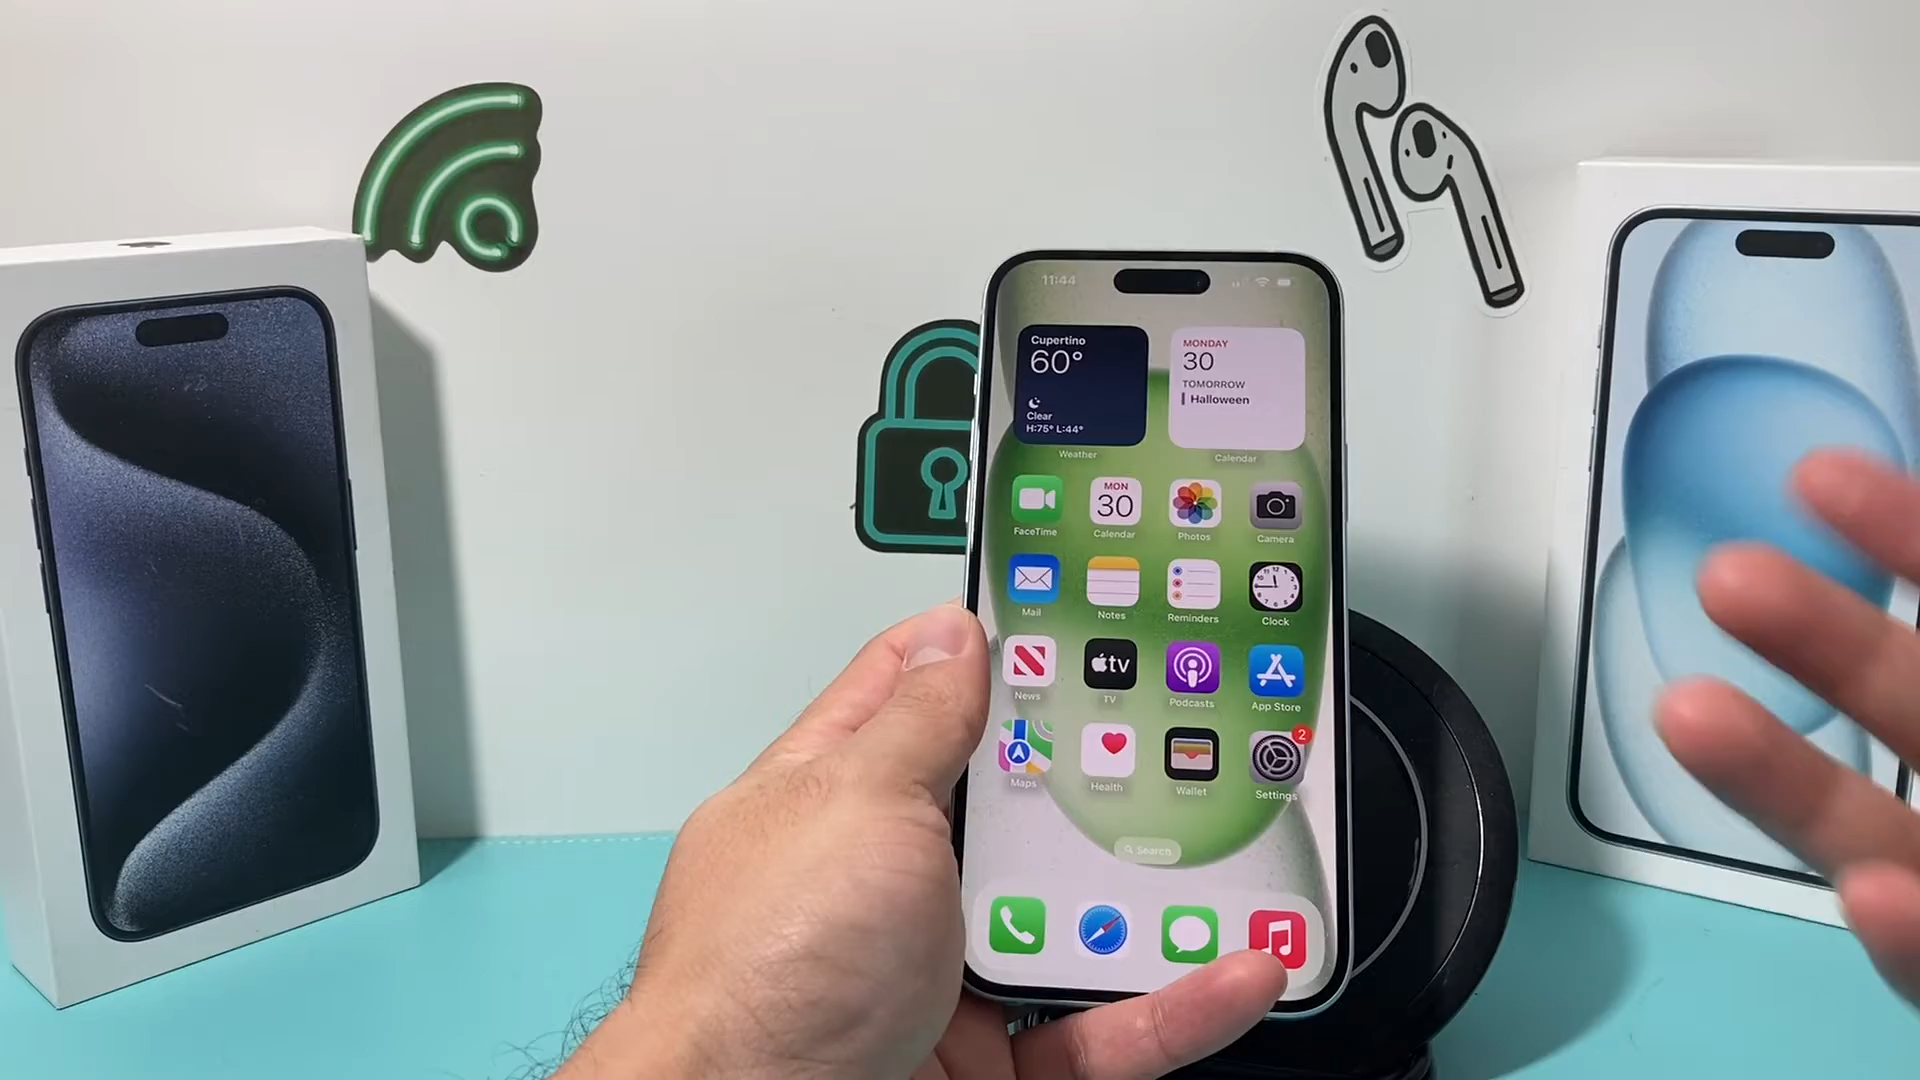 11:44
Cupertino
60°
Clear
H:75° L:44°
Weather
MONDAY
30
TOMORROW
Halloween
Calendar
FaceTime
MON
30
Calendar
Photos
Camera
Mail
Notes
Reminders
Clock
News
tv
TV
Podcasts
App Store
Maps
Health
Wallet
2
Settings
Search